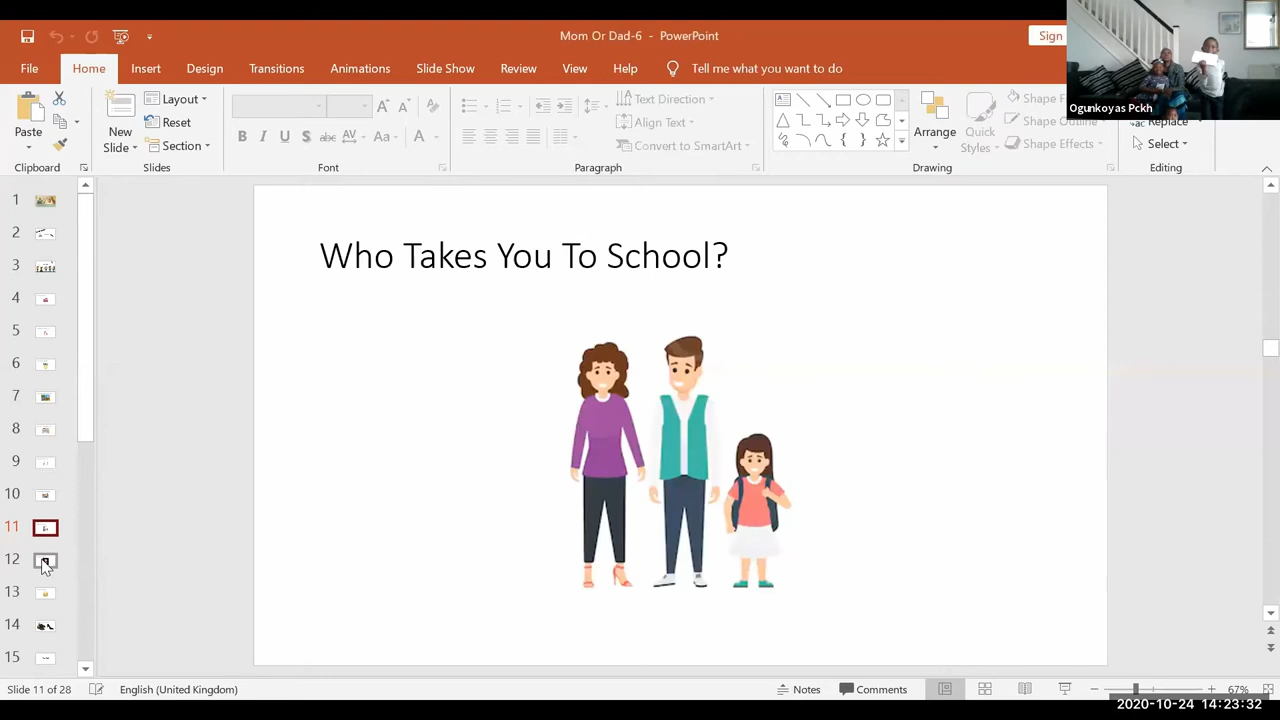 Mom Or Dad-6 - PowerPoint
Sign
File Home Insert Design Transitions Animations Slide Show Review View Help Tell me what you want to do
Ogunkoyas Pckh
Paste
New
Slide
Layout
Reset
Section
Text Direction
Align Text
Convert to SmartArt
Arrange
Quick
Styles
Shape F
Shape Outline
Shape Effects
Replace
Select
Clipboard Slides Font Paragraph Drawing Editing
1
2
3
4
5
6
7
8
9
10
11
12
13
14
15
Who Takes You To School?
Slide 11 of 28 English (United Kingdom) Notes Comments 67%
2020-10-24 14:23:32